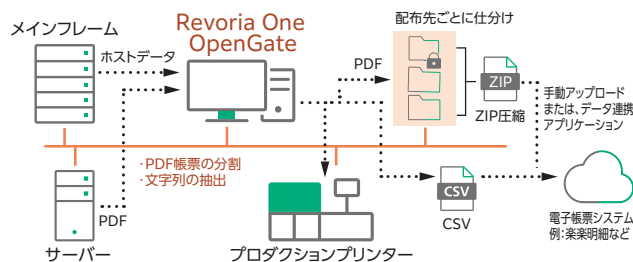 メインフレーム
ホストデータ
Revoria One
OpenGate
配布先ごとに仕分け
PDF
ZIP
ZIP圧縮
手動アップロード
または、データ連携
アプリケーション
・PDF帳票の分割
・文字列の抽出
PDF
サーバー
プロダクションプリンター
CSV
CSV
電子帳票システム
例:楽楽明細など